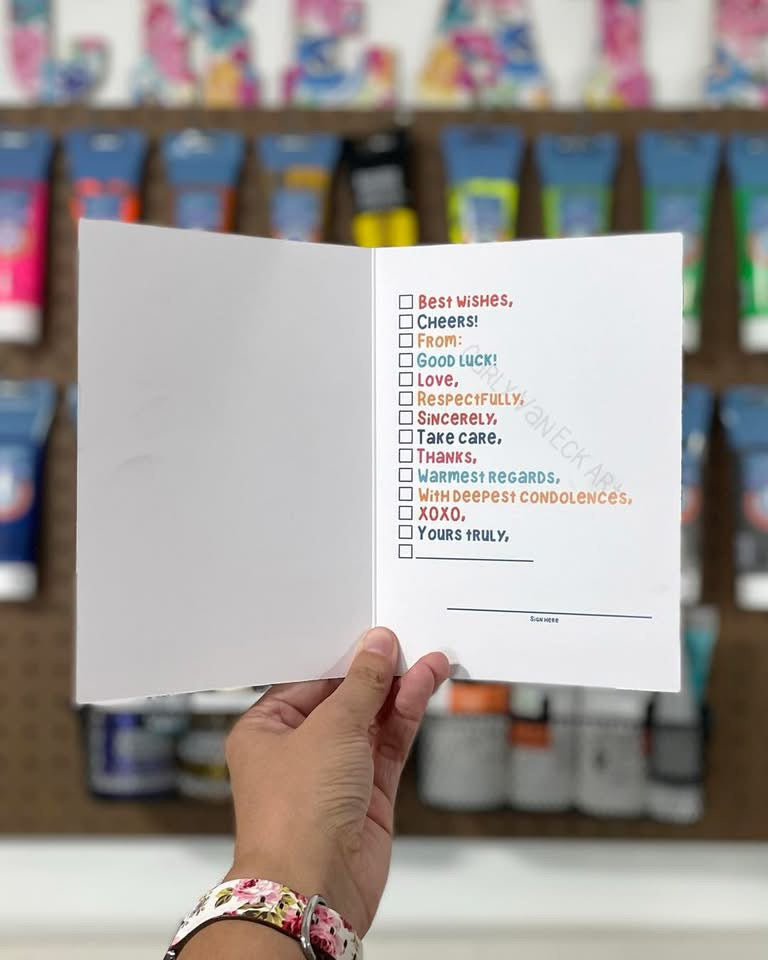 CREATE
Best wishes,
Cheers!
From:
Good luck!
Love,
Respectfully,
Sincerely,
Take care,
Thanks,
Warmest regards,
With deepest condolences,
XOXO,
Yours truly,
Sign here